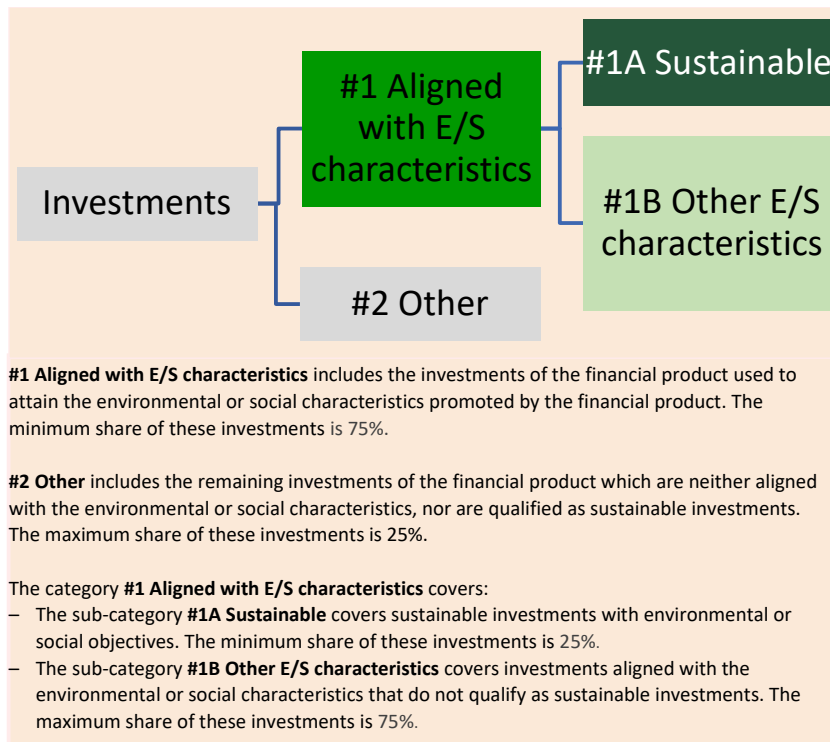 #1 Aligned
with E/S
characteristics
#1A Sustainable
Investments
#1B Other E/S
characteristics
#2 Other
#1 Aligned with E/S characteristics includes the investments of the financial product used to
attain the environmental or social characteristics promoted by the financial product. The
minimum share of these investments is 75%.
#2 Other includes the remaining investments of the financial product which are neither aligned
with the environmental or social characteristics, nor are qualified as sustainable investments.
The maximum share of these investments is 25%.
The category #1 Aligned with E/S characteristics covers:
– The sub-category #1A Sustainable covers sustainable investments with environmental or
social objectives. The minimum share of these investments is 25%.
– The sub-category #1B Other E/S characteristics covers investments aligned with the
environmental or social characteristics that do not qualify as sustainable investments. The
maximum share of these investments is 75%.